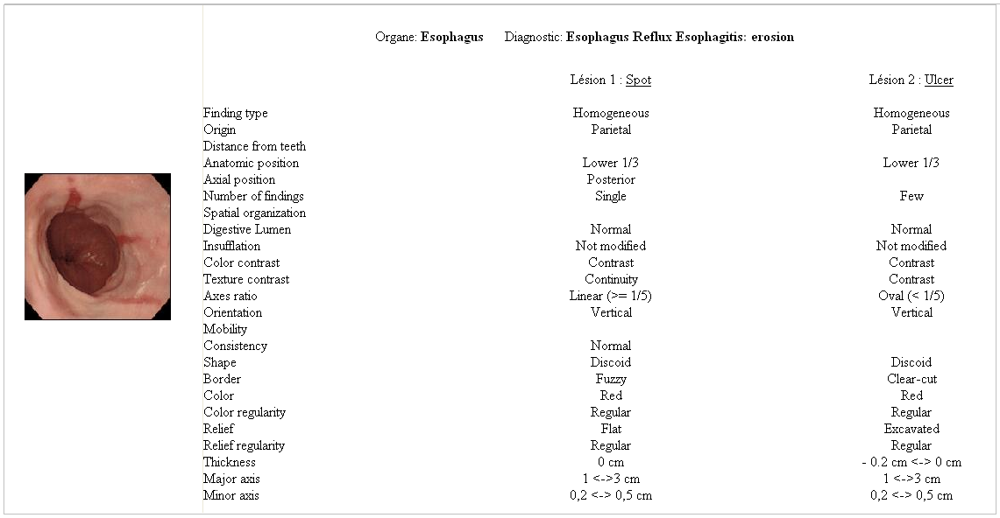 Organe: Esophagus Diagnostic: Esophagus Reflux Esophagitis: erosion
Lésion 1 : Spot Lésion 2 : Ulcer
Finding type Homogeneous Homogeneous
Origin Parietal Parietal
Distance from teeth
Anatomic position Lower 1/3 Lower 1/3
Axial position Posterior
Number of findings Single Few
Spatial organization
Digestive Lumen Normal Normal
Insufflation Not modified Not modified
Color contrast Contrast Contrast
Texture contrast Continuity Contrast
Axes ratio Linear (>= 1/5) Oval (< 1/5)
Orientation Vertical Vertical
Mobility
Consistency Normal
Shape Discoid Discoid
Border Fuzzy Clear-cut
Color Red Red
Color regularity Regular Regular
Relief Flat Excavated
Relief regularity Regular Regular
Thickness 0 cm - 0.2 cm <-> 0 cm
Major axis 1 <->3 cm 1 <->3 cm
Minor axis 0,2 <-> 0,5 cm 0,2 <-> 0,5 cm